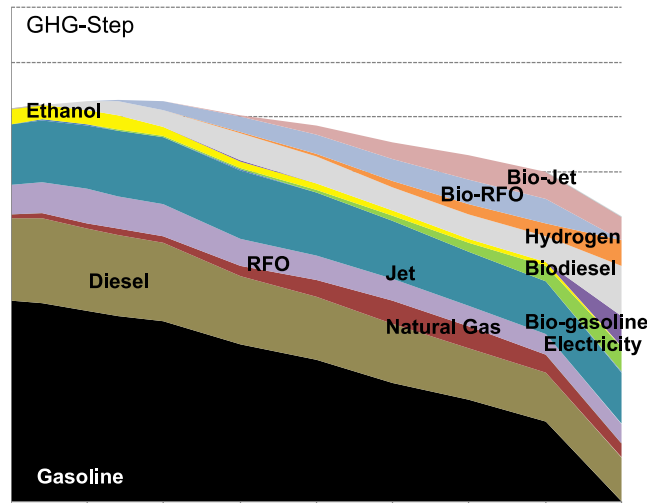 GHG-Step
Ethanol
Bio-Jet
Bio-RFO
Hydrogen
RFO
Jet
Biodiesel
Diesel
Natural Gas
Bio-gasoline
Electricity
Gasoline